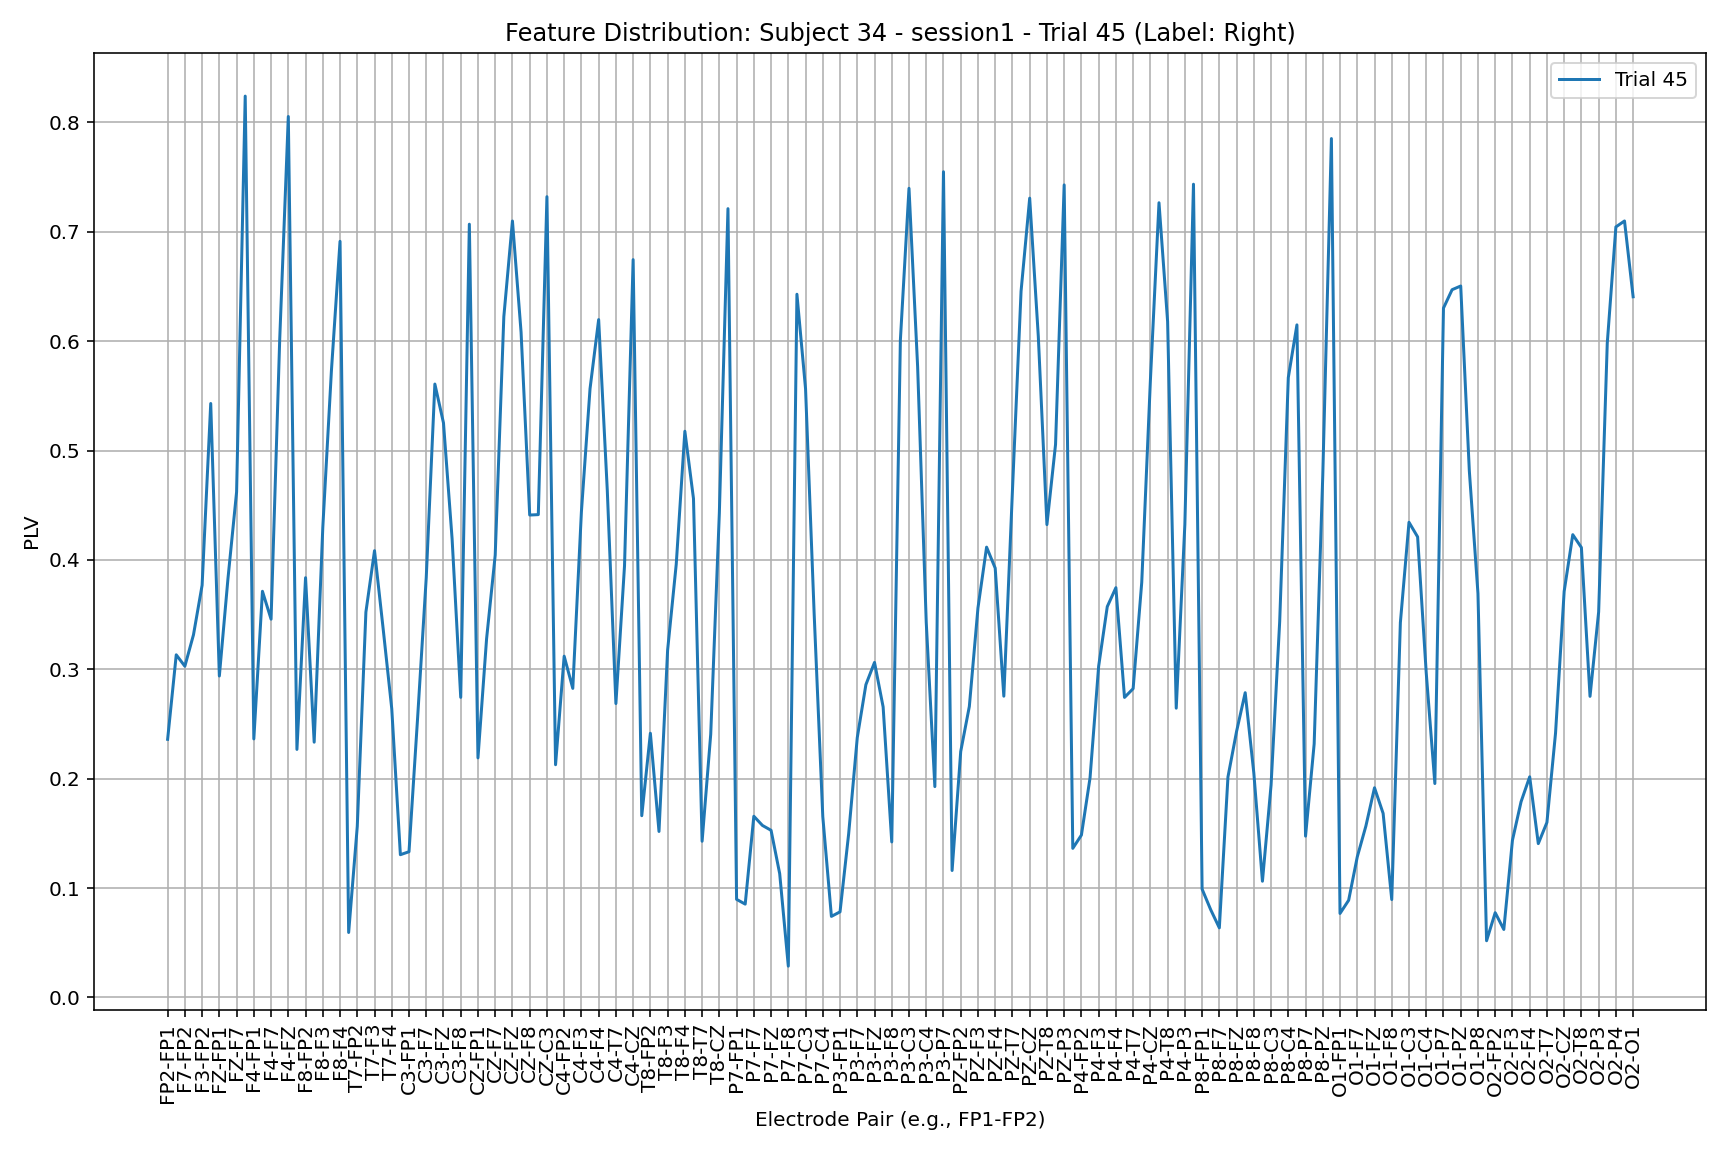 Feature Distribution: Subject 34 - session1 - Trial 45 (Label: Right)
Trial 45
PLV
0.8
0.7
0.6
0.5
0.4
0.3
0.2
0.1
0.0
FP2-FP1
F7-FP2
F3-FP2
FZ-FP1
FZ-F7
F4-FP1
F4-F7
F4-FZ
F8-FP2
F8-F3
F8-F4
T7-FP2
T7-F3
T7-F4
C3-FP1
C3-F7
C3-FZ
C3-F8
CZ-FP1
CZ-F7
CZ-FZ
CZ-F8
CZ-C3
C4-FP2
C4-F3
C4-F4
C4-T7
C4-CZ
T8-FP2
T8-F3
T8-F4
T8-T7
T8-CZ
P7-FP1
P7-F7
P7-FZ
P7-F8
P7-C3
P7-C4
P3-FP1
P3-F7
P3-FZ
P3-F8
P3-C3
P3-C4
P3-P7
PZ-FP2
PZ-F3
PZ-F4
PZ-T7
PZ-CZ
PZ-T8
PZ-P3
P4-FP2
P4-F3
P4-F4
P4-T7
P4-CZ
P4-T8
P4-P3
P8-FP1
P8-F7
P8-FZ
P8-F8
P8-C3
P8-C4
P8-P7
P8-PZ
O1-FP1
O1-F7
O1-FZ
O1-F8
O1-C3
O1-C4
O1-P7
O1-PZ
O1-P8
O2-FP2
O2-F3
O2-F4
O2-T7
O2-CZ
O2-T8
O2-P3
O2-P4
O2-O1
Electrode Pair (e.g., FP1-FP2)